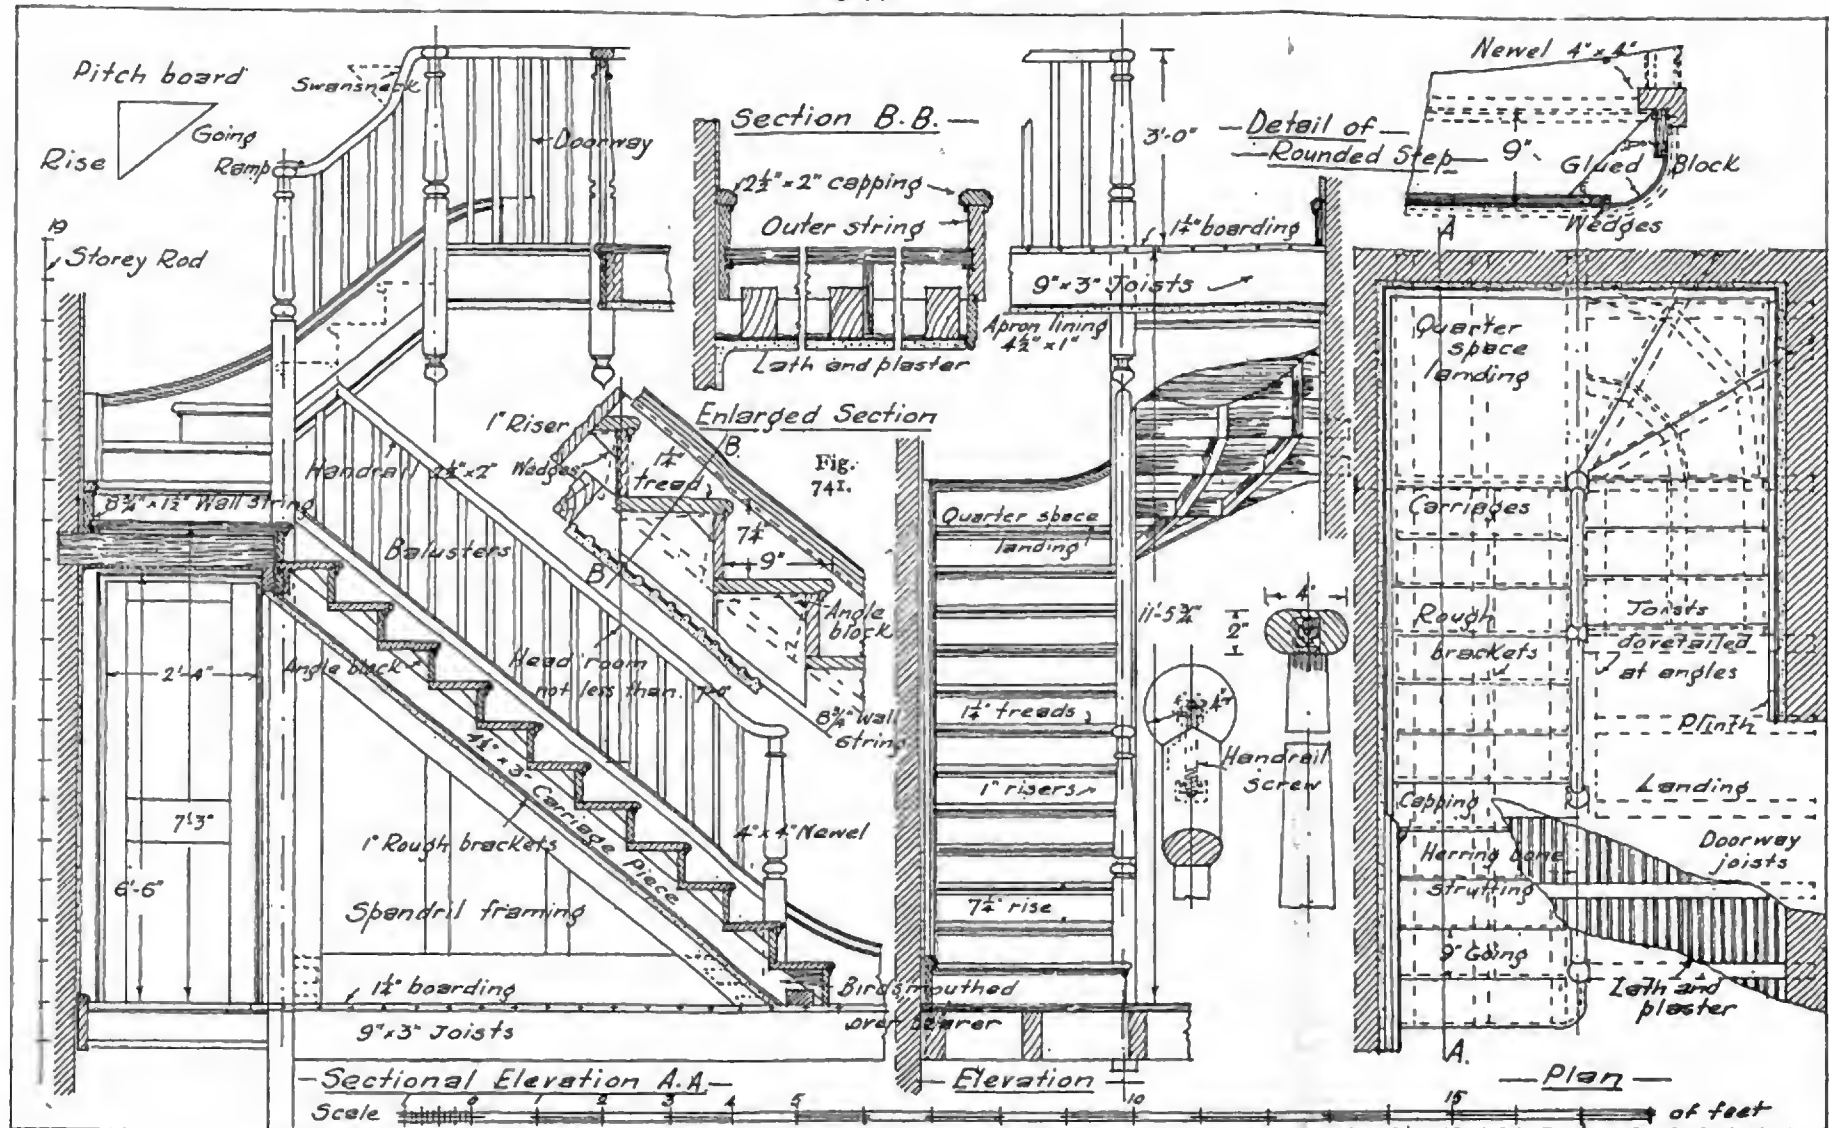 Pitch board
Going
Rise
Swansneck
Ramp
Doorway
19
Storey Rod
Section B.B.
2½" × 2" capping
Outer string
Lath and plaster
Apron lining
4½" × 1"
3'-0"
1¼" boarding
9" × 3" Joists
Detail of
Rounded Step
Newel 4" × 4"
9"
Glued Block
Wedges
A
Enlarged Section
Fig.
741.
1" Riser
Wedges
1¼"
tread
B
7¼
9"
B
Angle
block
8¾" Wall
string
Handrail 2½" × 2"
8¾" × 1½" Wall string
Balusters
Head room
not less than 7'-0"
Angle block
2'-4"
7'-3"
6'-6"
4½" × 3" Carriage Piece
1" Rough brackets
4" × 4" Newel
Spandril framing
1¼" boarding
9" × 3" Joists
Birdsmouthed
over bearer
Quarter space
landing
11'-5¾"
1¼" treads
1" risers
7¼" rise
4"
2"
4"
Handrail
Screw
Quarter
space
landing
Carriages
Rough
brackets
Joists
dovetailed
at angles
Plinth
Landing
Capping
Doorway
joists
Herring bone
strutting
9" Going
Lath and
plaster
A.
Sectional Elevation A.A.
Elevation
Plan
Scale 1 0 1 2 3 4 5 10 15 of feet